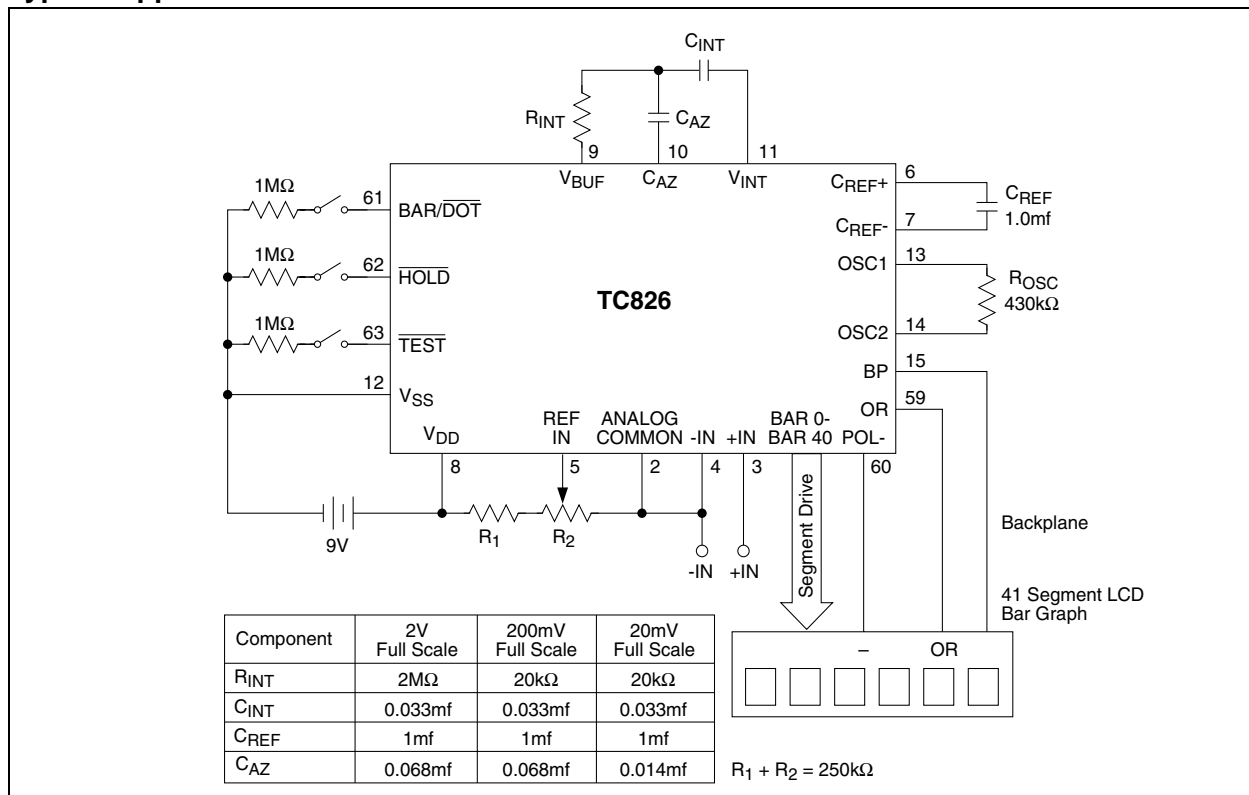 CINT
RINT
CAZ
9
10
11
VBUF
CAZ
VINT
1MΩ
61
BAR/DOT
1MΩ
62
HOLD
1MΩ
63
TEST
12
VSS
TC826
CREF+
6
CREF-
7
CREF
1.0mf
OSC1
13
ROSC
430kΩ
OSC2
14
BP
15
OR
59
VDD
REF
IN
ANALOG
COMMON
-IN
+IN
BAR 0-
BAR 40
POL-
8
5
2
4
3
60
9V
R1
R2
-IN
+IN
Segment Drive
Backplane
41 Segment LCD
Bar Graph
– OR
Component 2V Full Scale 200mV Full Scale 20mV Full Scale
RINT 2MΩ 20kΩ 20kΩ
CINT 0.033mf 0.033mf 0.033mf
CREF 1mf 1mf 1mf
CAZ 0.068mf 0.068mf 0.014mf
R1 + R2 = 250kΩ